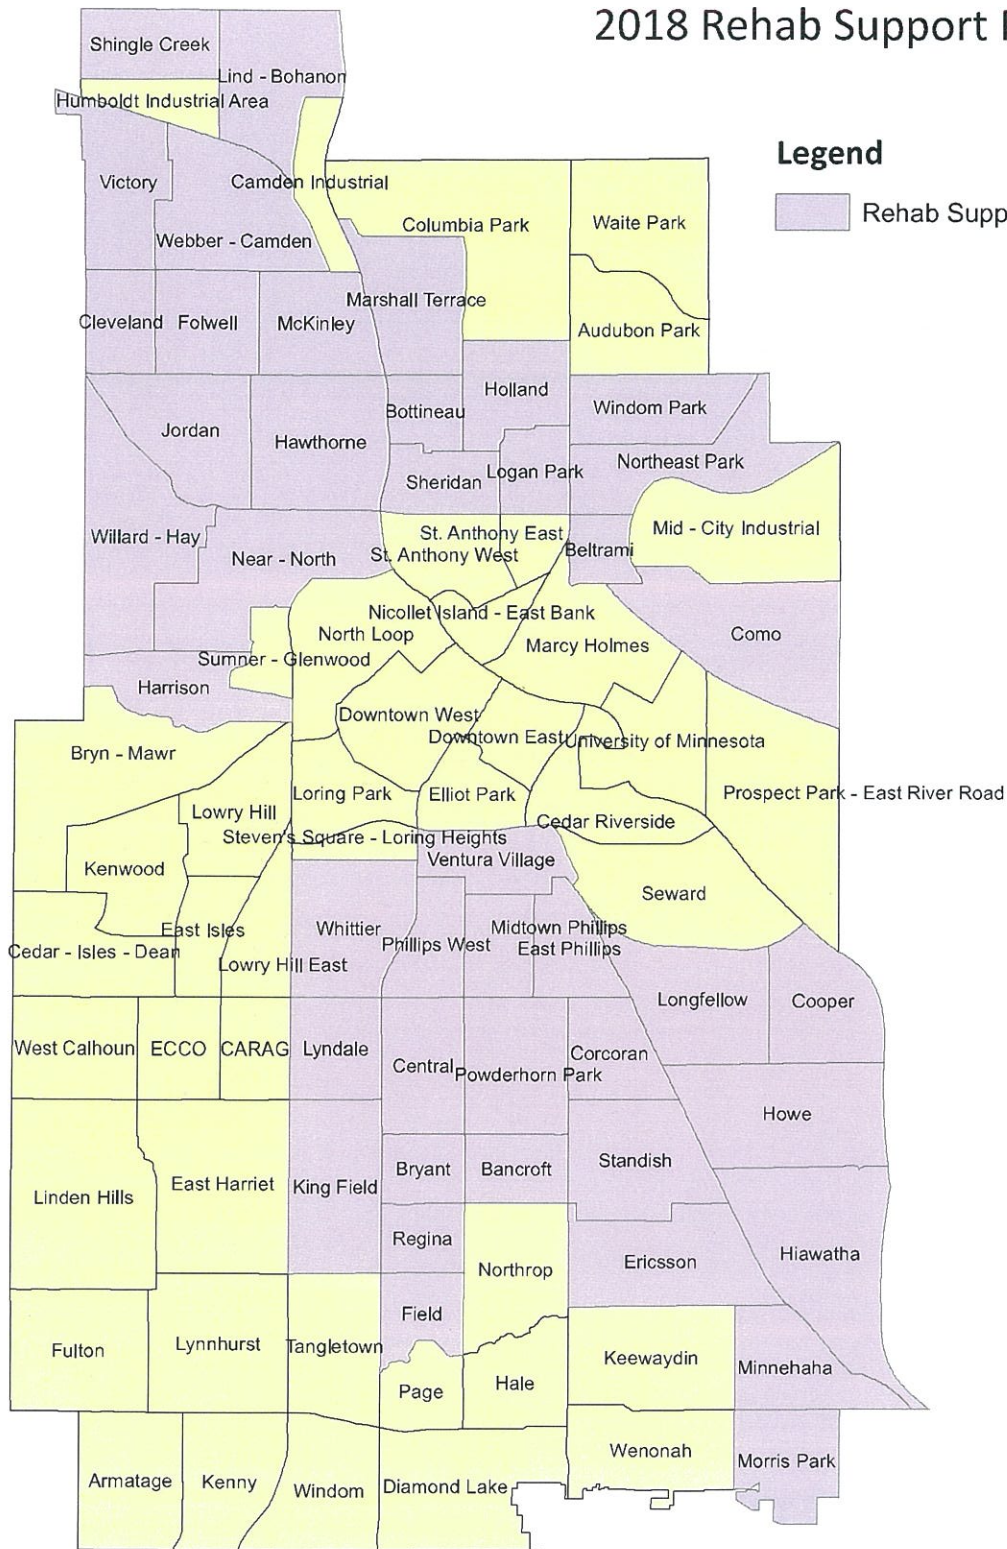 2018 Rehab Support
Shingle Creek
Lind - Bohanon
Humboldt Industrial Area
Legend
Victory
Camden Industrial
Columbia Park
Waite Park
Rehab Supp
Webber - Camden
Marshall Terrace
Cleveland
Folwell
McKinley
Audubon Park
Holland
Bottineau
Windom Park
Jordan
Hawthorne
Northeast Park
Sheridan
Logan Park
Mid - City Industrial
Willard - Hay
St. Anthony East
Near - North
St. Anthony West
Beltrami
Nicollet Island - East Bank
North Loop
Marcy Holmes
Como
Sumner - Glenwood
Harrison
Downtown West
Downtown East
University of Minnesota
Bryn - Mawr
Loring Park
Elliot Park
Prospect Park - East River Road
Lowry Hill
Cedar Riverside
Steven's Square - Loring Heights
Ventura Village
Kenwood
Seward
East Isles
Whittier
Midtown Phillips
Cedar - Isles - Dean
Phillips West
East Phillips
Lowry Hill East
Longfellow
Cooper
West Calhoun
ECCO
CARAG
Lyndale
Corcoran
Central
Powderhorn Park
Howe
Bryant
Bancroft
Standish
Linden Hills
East Harriet
King Field
Regina
Northrop
Ericsson
Hiawatha
Field
Fulton
Lynnhurst
Tangletown
Keewaydin
Minnehaha
Page
Hale
Wenonah
Morris Park
Armatage
Kenny
Windom
Diamond Lake